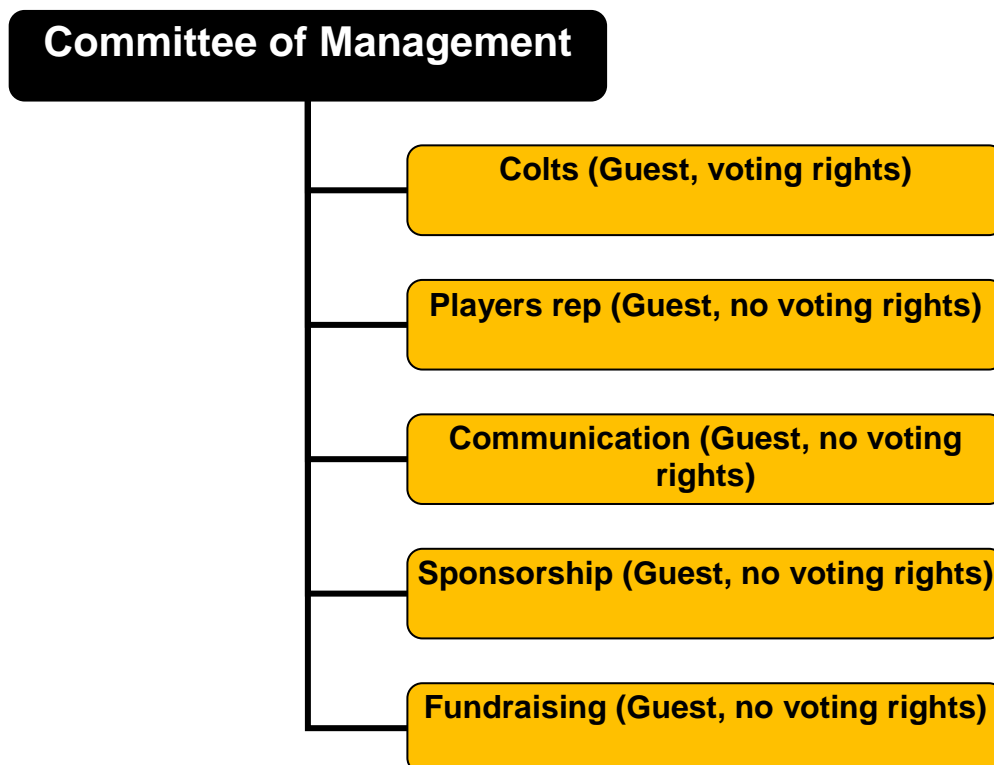 Committee of Management
Colts (Guest, voting rights)
Players rep (Guest, no voting rights)
Communication (Guest, no voting
rights)
Sponsorship (Guest, no voting rights)
Fundraising (Guest, no voting rights)